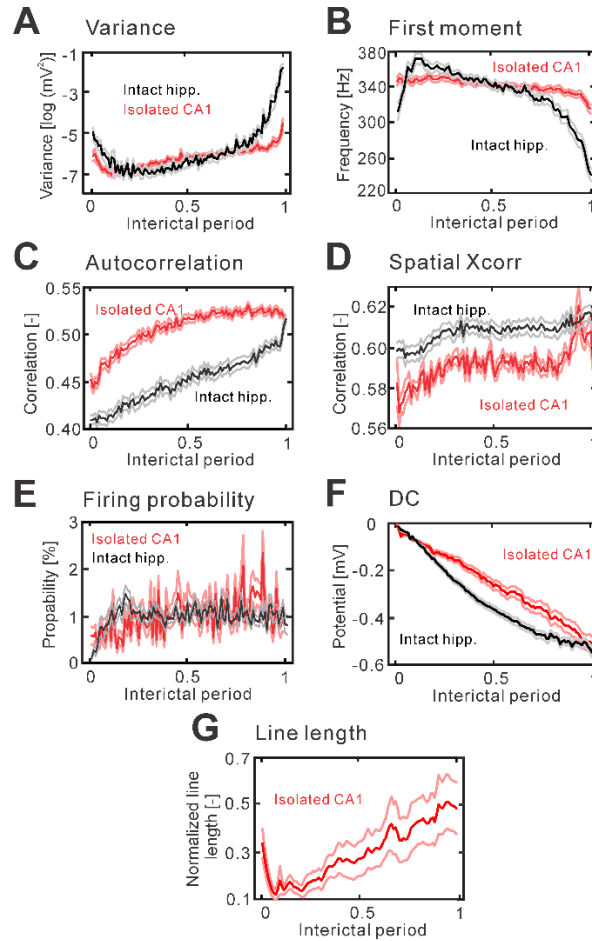 A Variance
Variance [log (mV²)]
-1
-3
-5
-7
Intact hipp.
Isolated CA1
0 0.5 1
Interictal period
B First moment
Frequency [Hz]
380
340
300
260
220
Isolated CA1
Intact hipp.
0 0.5 1
Interictal period
C Autocorrelation
Correlation [-]
0.55
0.50
0.45
0.40
Isolated CA1
Intact hipp.
0 0.5 1
Interictal period
D Spatial Xcorr
Correlation [-]
0.62
0.60
0.58
0.56
Intact hipp.
Isolated CA1
0 0.5 1
Interictal period
E Firing probability
Propability [%]
3
2
1
0
Isolated CA1
Intact hipp.
0 0.5 1
Interictal period
F DC
Potential [mV]
0
-0.2
-0.4
-0.6
Isolated CA1
Intact hipp.
0 0.5 1
Interictal period
G Line length
Normalized line
length [-]
0.7
0.5
0.3
0.1
Isolated CA1
0 0.5 1
Interictal period